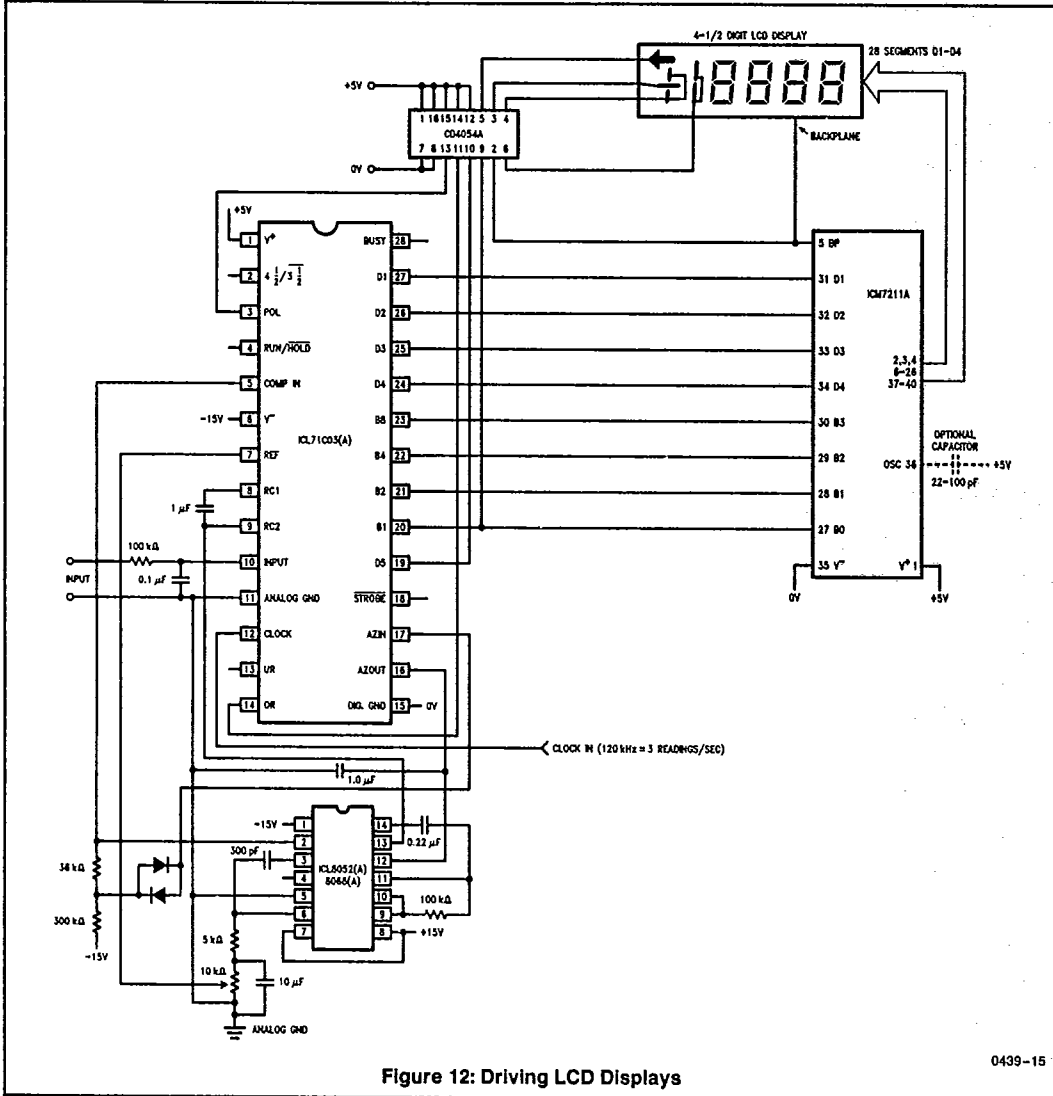 4-1/2 DIGIT LCD DISPLAY
28 SEGMENTS D1-D4
+5V
1 16 15 14 12 5 3 4
CD4054A
7 8 13 11 10 9 2 6
0V
BACKPLANE
+5V
1 V+
2 4 1/2 / 3 1/2
3 POL
4 RUN/HOLD
5 COMP IN
-15V 6 V-
7 REF
8 RC1
1 µF
9 RC2
100 kΩ
10 INPUT
INPUT
0.1 µF
11 ANALOG GND
12 CLOCK
13 UR
14 OR
ICL71C03(A)
BUSY 28
D1 27
D2 26
D3 25
D4 24
B8 23
B4 22
B2 21
B1 20
D5 19
STROBE 18
AZIN 17
AZOUT 16
DIG. GND 15 0V
5 BP
31 D1
ICM7211A
32 D2
33 D3
34 D4
30 B3
29 B2
28 B1
27 B0
35 V-
0V
2,3,4
6-26
37-40
OPTIONAL
CAPACITOR
OSC 36
+5V
22-100 pF
V+ 1
+5V
CLOCK IN (120 kHz = 3 READINGS/SEC)
1.0 µF
-15V
1
2
3
4
5
6
7
ICL8052(A)
8068(A)
14
13
12
11
10
9
8
0.22 µF
300 pF
100 kΩ
+15V
36 kΩ
300 kΩ
-15V
5 kΩ
10 kΩ
10 µF
ANALOG GND
Figure 12: Driving LCD Displays
0439-15